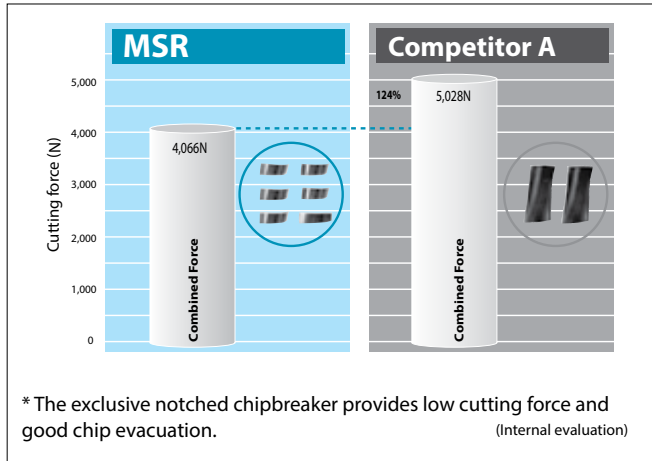 MSR
Competitor A
Cutting force (N)
5,000
4,000
3,000
2,000
1,000
0
4,066N
Combined Force
124%
5,028N
Combined Force
* The exclusive notched chipbreaker provides low cutting force and
good chip evacuation.
(Internal evaluation)